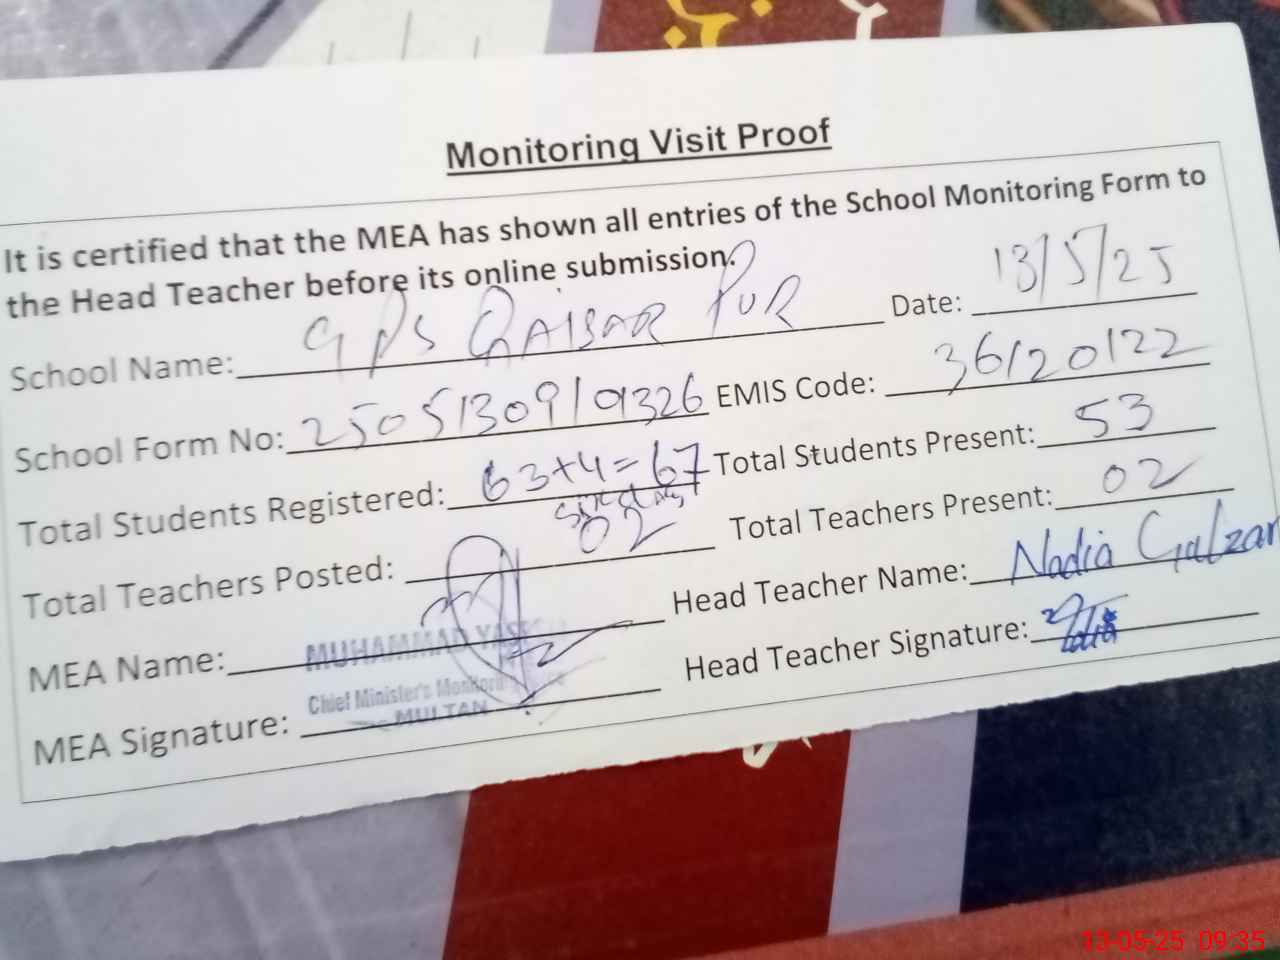 Monitoring Visit Proof
It is certified that the MEA has shown all entries of the School Monitoring Form to
the Head Teacher before its online submission.
School Name: GPS QAISAR PUR Date: 13/5/25
School Form No: 25051309101326 EMIS Code: 36120122
Total Students Registered: 63+4=67 Total Students Present: 53
Total Teachers Posted: 02 Total Teachers Present: 02
MEA Name: MUHAMMAD Head Teacher Name: Nadia Gulzar
Chief Minister's
MEA Signature: MULTAN Head Teacher Signature:
13-05-25 09:35